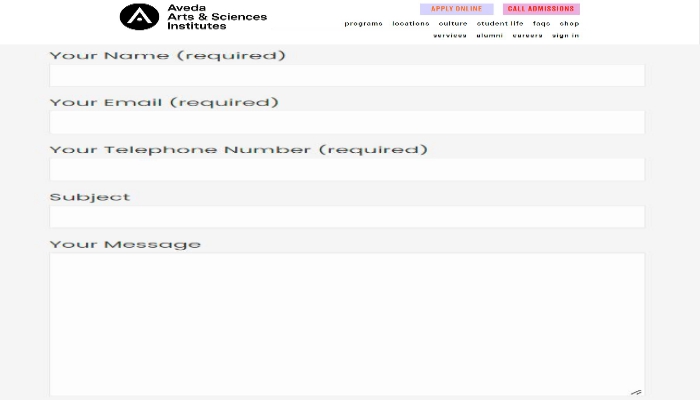 Aveda
Arts & Sciences
Institutes
APPLY ONLINE CALL ADMISSIONS
programs locations culture student life faqs shop
services alumni careers sign in
Your Name (required)
Your Email (required)
Your Telephone Number (required)
Subject
Your Message